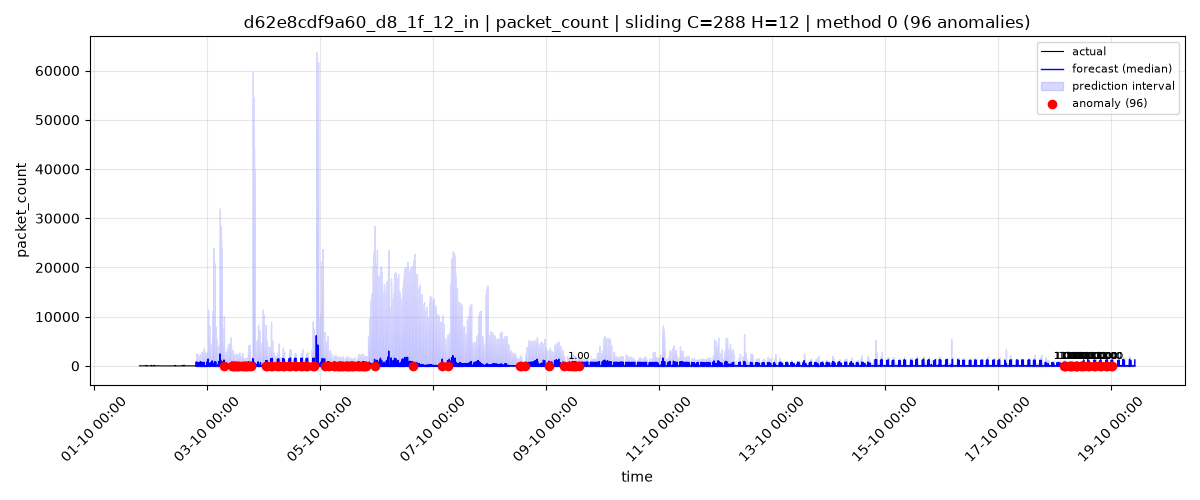 d62e8cdf9a60_d8_1f_12_in | packet_count | sliding C=288 H=12 | method 0 (96 anomalies)
actual
forecast (median)
prediction interval
anomaly (96)
packet_count
60000
50000
40000
30000
20000
10000
0
1.00
01-10 00:00
03-10 00:00
05-10 00:00
07-10 00:00
09-10 00:00
11-10 00:00
13-10 00:00
15-10 00:00
17-10 00:00
19-10 00:00
time